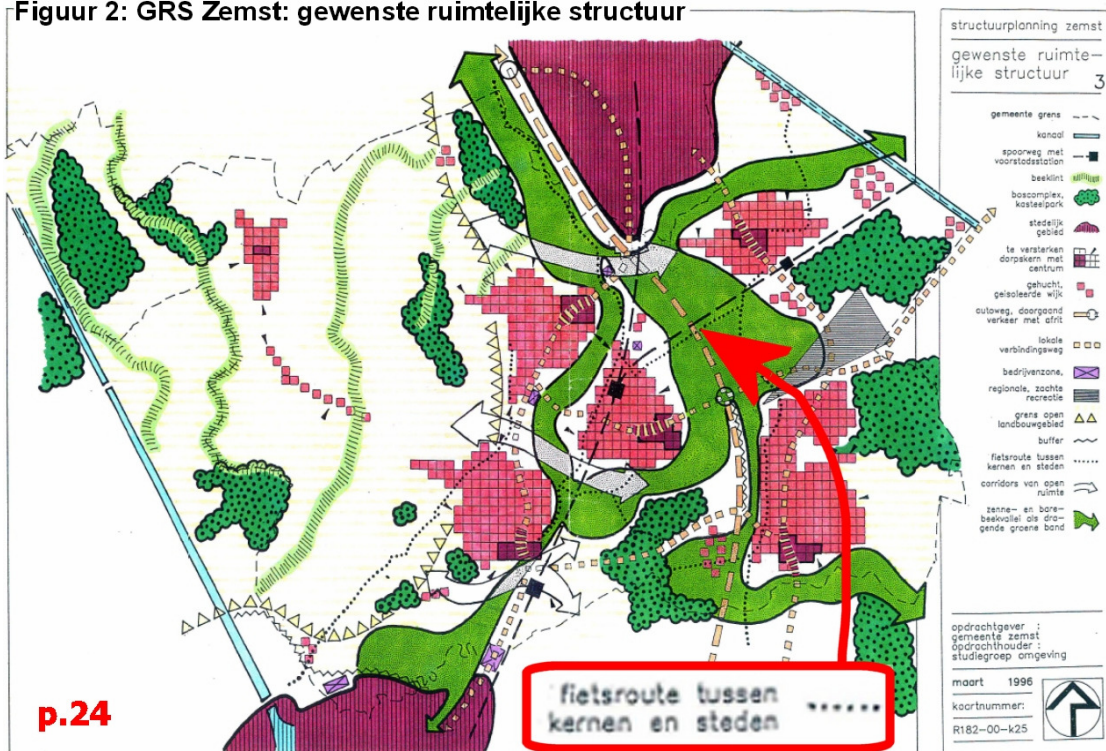 Figuur 2: GRS Zemst: gewenste ruimtelijke structuur
structuurplanning zemst
gewenste ruimte-
lijke structuur 3
gemeente grens
kanaal
spoorweg met
voorstadsstation
beeklint
boscomplex,
kasteelpark
stedelijk
gebied
te versterken
dorpskern met
centrum
gehucht,
geisoleerde wijk
autoweg, doorgaand
verkeer met afrit
lokale
verbindingsweg
bedrijvenzone,
regionale, zachte
recreatie
grens open
landbouwgebied
buffer
fietsroute tussen
kernen en steden
corridors van open
ruimte
zenne- en bare-
beekvallei als dra-
gende groene band
opdrachtgever :
gemeente zemst
opdrachthouder :
studiegroep omgeving
maart 1996
kaartnummer:
R182-00-k25
fietsroute tussen
kernen en steden
p.24